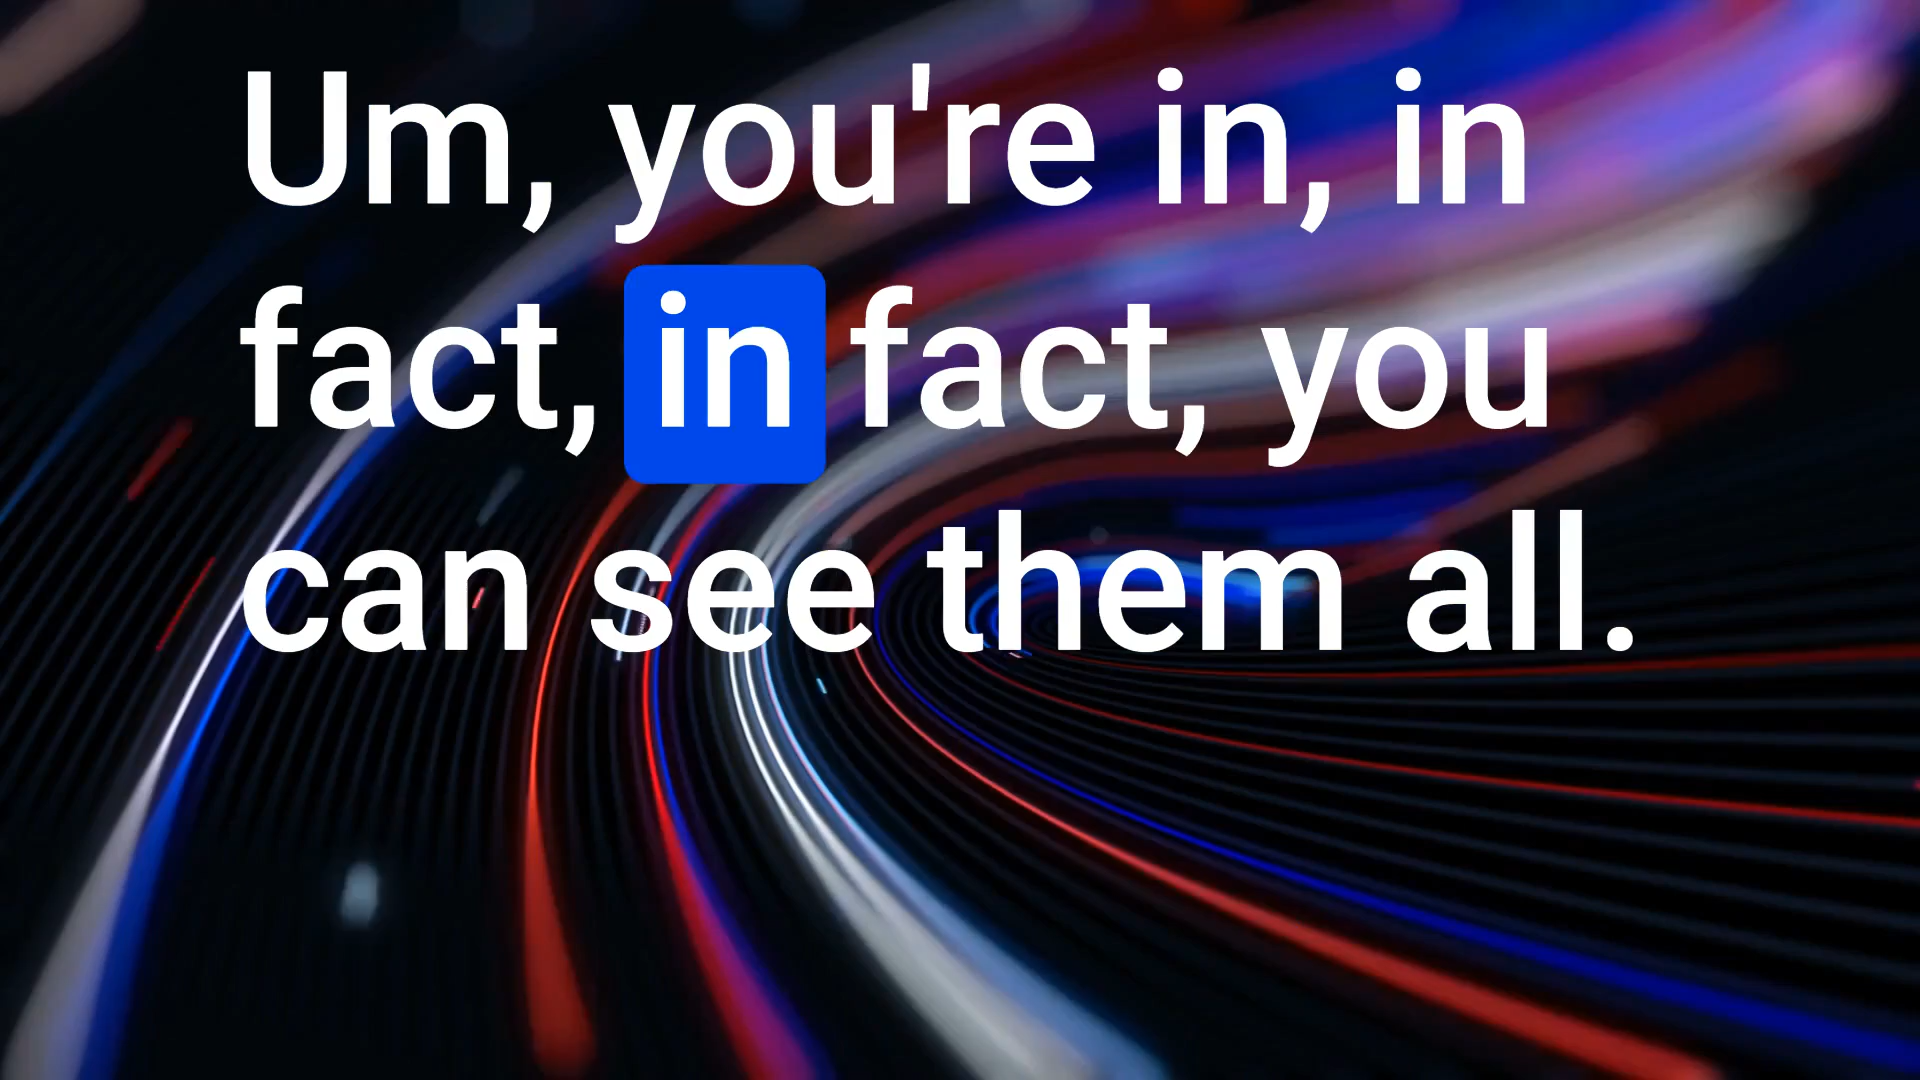 Um, you're in, in
fact, in fact, you
can see them all.